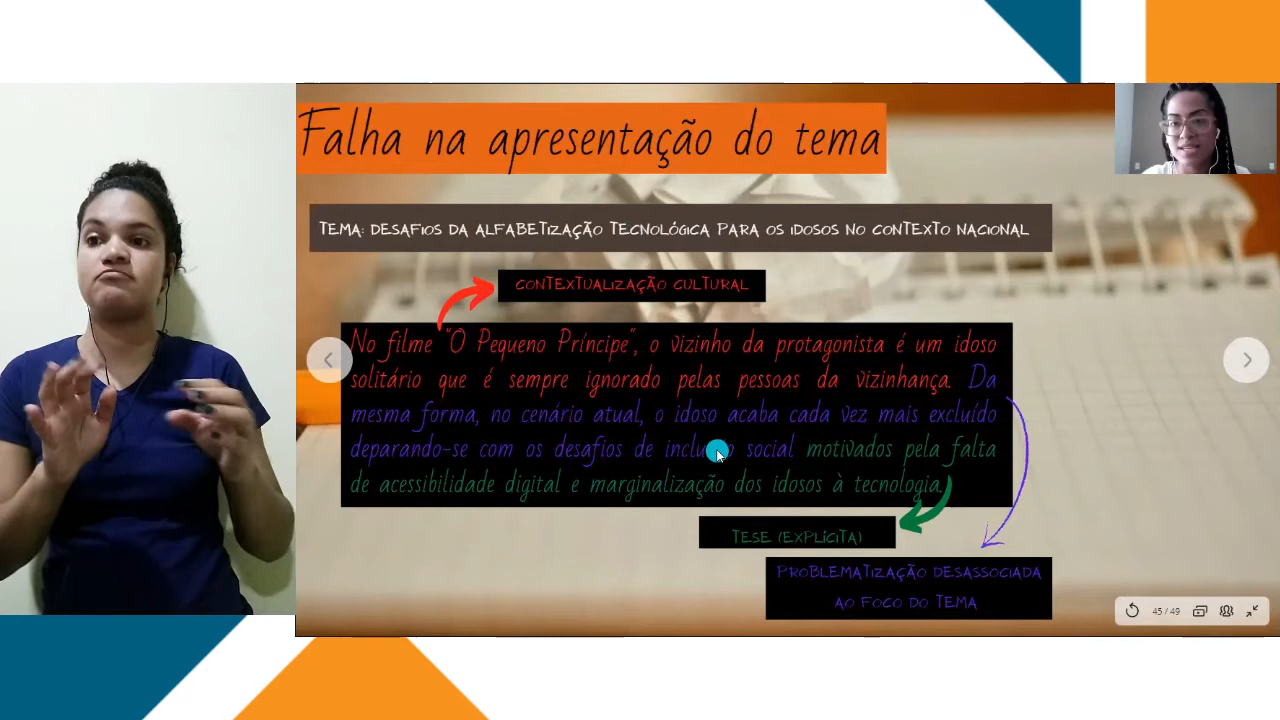 Falha na apresentação do tema
TEMA: DESAFIOS DA ALFABETIZAÇÃO TECNOLÓGICA PARA OS IDOSOS NO CONTEXTO NACIONAL
CONTEXTUALIZAÇÃO CULTURAL
No filme "O Pequeno Príncipe", o vizinho da protagonista é um idoso
solitário que é sempre ignorado pelas pessoas da vizinhança. Da
mesma forma, no cenário atual, o idoso acaba cada vez mais excluído
deparando-se com os desafios de social motivados pela falta
de acessibilidade digital e marginalização dos idosos à tecnologia.
TESE (EXPLÍCITA)
PROBLEMATIZAÇÃO DESASSOCIADA
AO FOCO DO TEMA
45 / 49